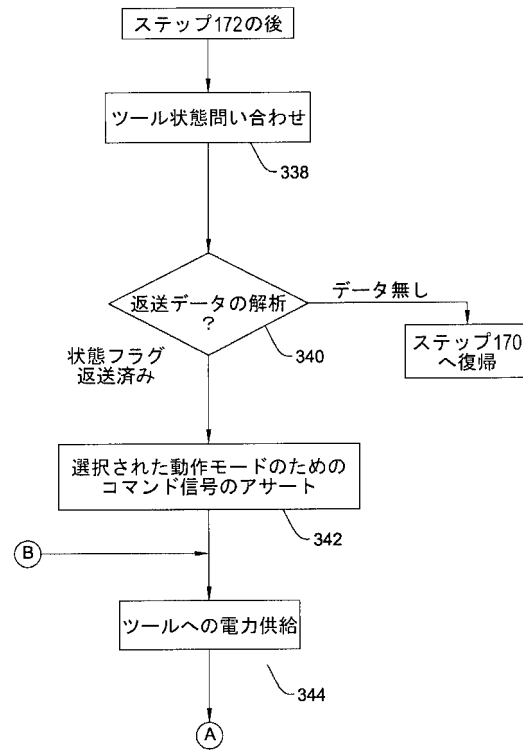 ステップ172の後
ツール状態問い合わせ
338
返送データの解析
?
データ無し
340
状態フラグ
返送済み
ステップ170
へ復帰
選択された動作モードのための
コマンド信号のアサート
342
B
ツールへの電力供給
344
A